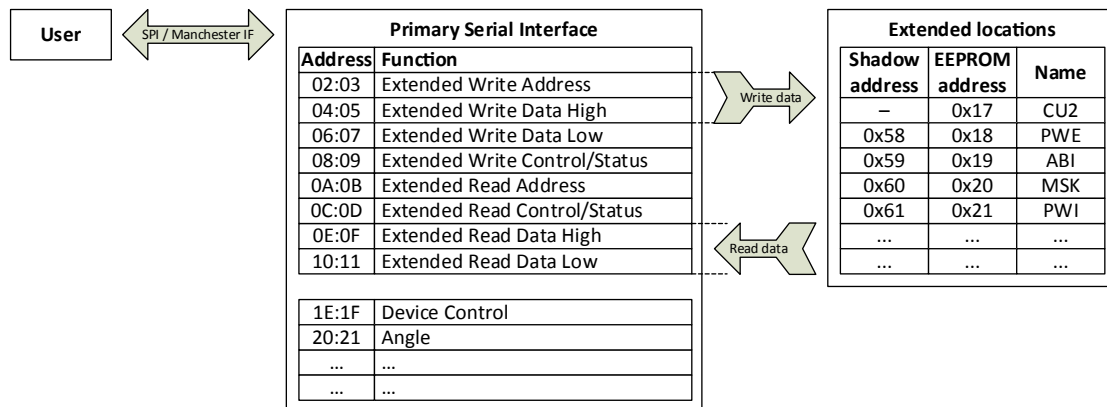 User
SPI / Manchester IF
Primary Serial Interface
Address Function
02:03 Extended Write Address
04:05 Extended Write Data High
06:07 Extended Write Data Low
08:09 Extended Write Control/Status
0A:0B Extended Read Address
0C:0D Extended Read Control/Status
0E:0F Extended Read Data High
10:11 Extended Read Data Low
1E:1F Device Control
20:21 Angle
... ...
... ...
Write data
Read data
Extended locations
Shadow address EEPROM address Name
– 0x17 CU2
0x58 0x18 PWE
0x59 0x19 ABI
0x60 0x20 MSK
0x61 0x21 PWI
... ... ...
... ... ...